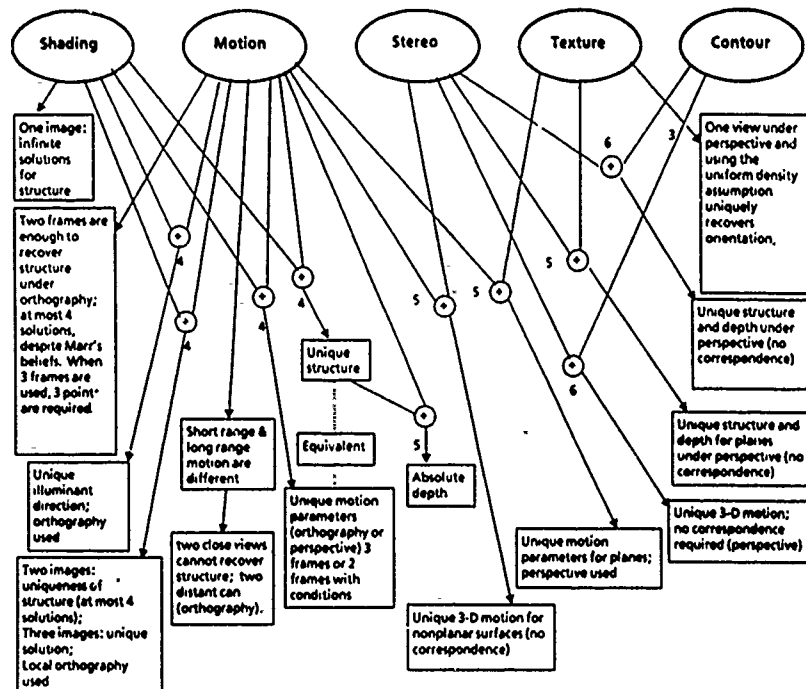 Shading
Motion
Stereo
Texture
Contour
One image:
infinite
solutions
for
structure
Two frames are
enough to
recover
structure
under
orthography;
at most 4
solutions,
despite Marr's
beliefs. When
3 frames are
used, 3 point
are required
Unique
illuminant
direction;
orthography
used
Two images:
uniqueness of
structure (at most 4
solutions);
Three images: unique
solution;
Local orthography
used
Short range &
long range
motion are
different
two close views
cannot recover
structure; two
distant can
(orthography).
Unique
structure
Equivalent
Unique motion
parameters
(orthography or
perspective) 3
frames or 2
frames with
conditions
Absolute
depth
Unique 3-D motion for
nonplanar surfaces (no
correspondence)
Unique motion
parameters for planes;
perspective used
One view under
perspective and
using the
uniform density
assumption
uniquely
recovers
orientation,
Unique structure
and depth under
perspective (no
correspondence)
Unique structure and
depth for planes
under perspective (no
correspondence)
Unique 3-D motion;
no correspondence
required (perspective)
4
4
4
4
5
5
5
5
6
6
3
+
+
+
+
+
+
+
+
+
+